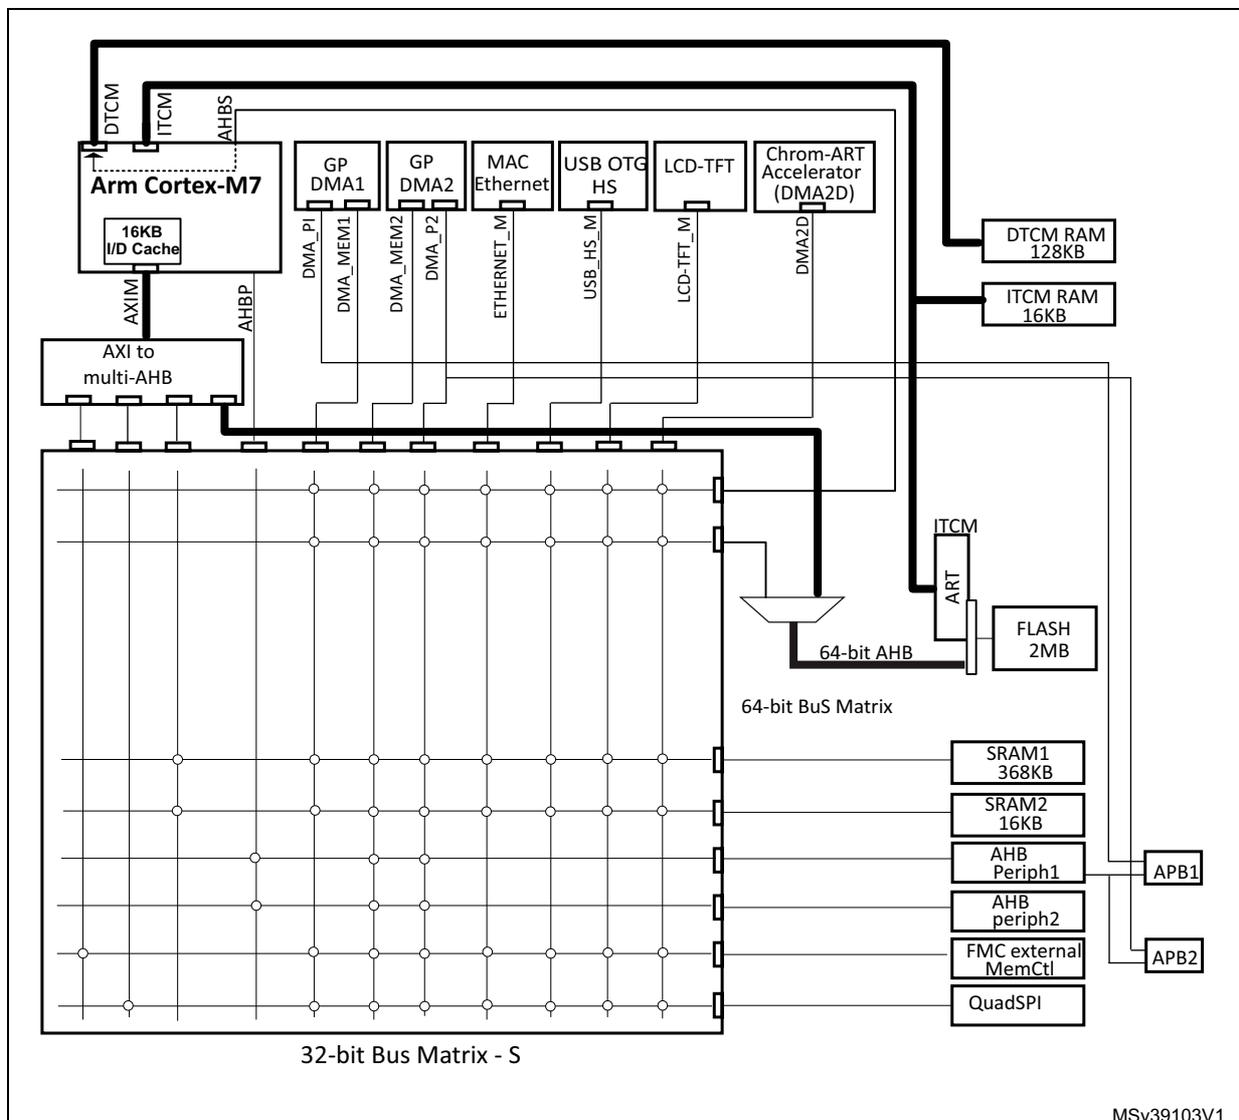 DTCM
ITCM
AHBS
Arm Cortex-M7
16KB
I/D Cache
GP
DMA1
GP
DMA2
MAC
Ethernet
USB OTG
HS
LCD-TFT
Chrom-ART
Accelerator
(DMA2D)
DMA_PI
DMA_MEM1
DMA_MEM2
DMA_P2
ETHERNET_M
USB_HS_M
LCD-TFT_M
DMA2D
DTCM RAM
128KB
ITCM RAM
16KB
AXIM
AHBP
AXI to
multi-AHB
ITCM
ART
FLASH
2MB
64-bit AHB
64-bit BuS Matrix
SRAM1
368KB
SRAM2
16KB
AHB
Periph1
APB1
AHB
periph2
FMC external
MemCtl
APB2
QuadSPI
32-bit Bus Matrix - S
MSv39103V1